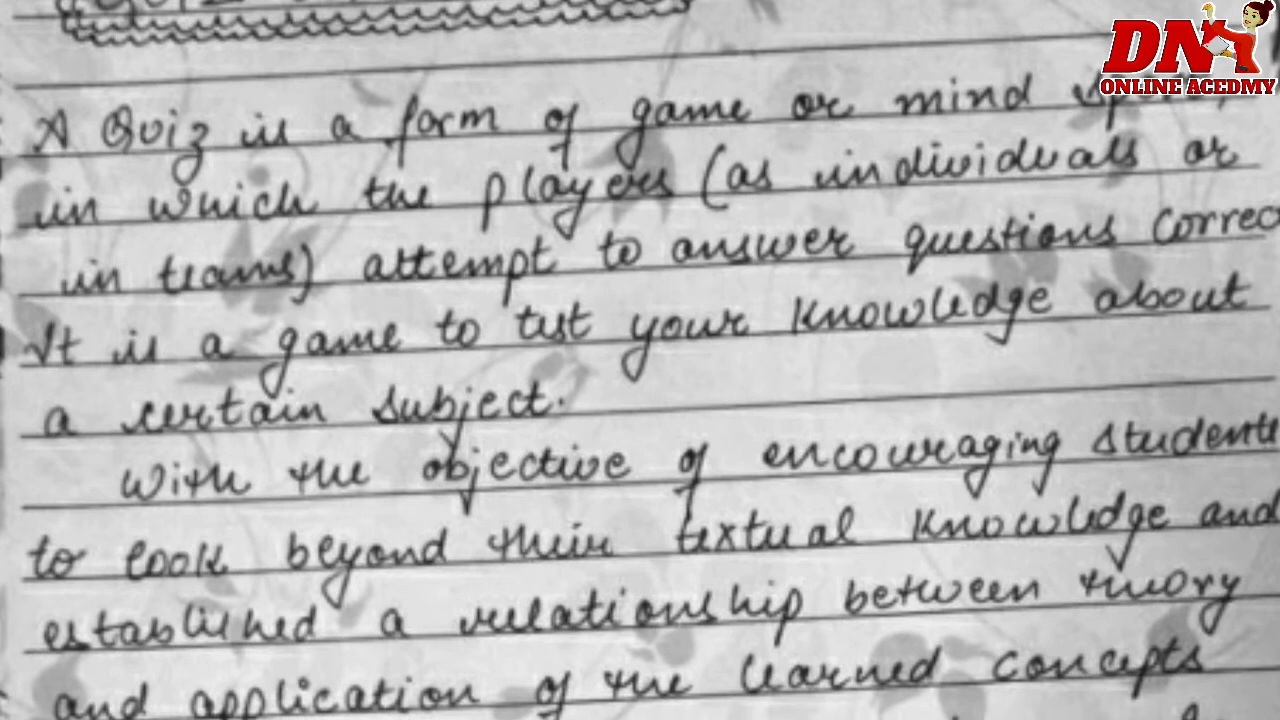 DNA
ONLINE ACEDMY
A Quiz is a form of game or mind
in which the players (as individuals or
in teams) attempt to answer questions correc
It is a game to test your knowledge about
a certain subject.
With the objective of encouraging students
to look beyond their textual knowledge and
established a relationship between theory
and application of the learned concepts